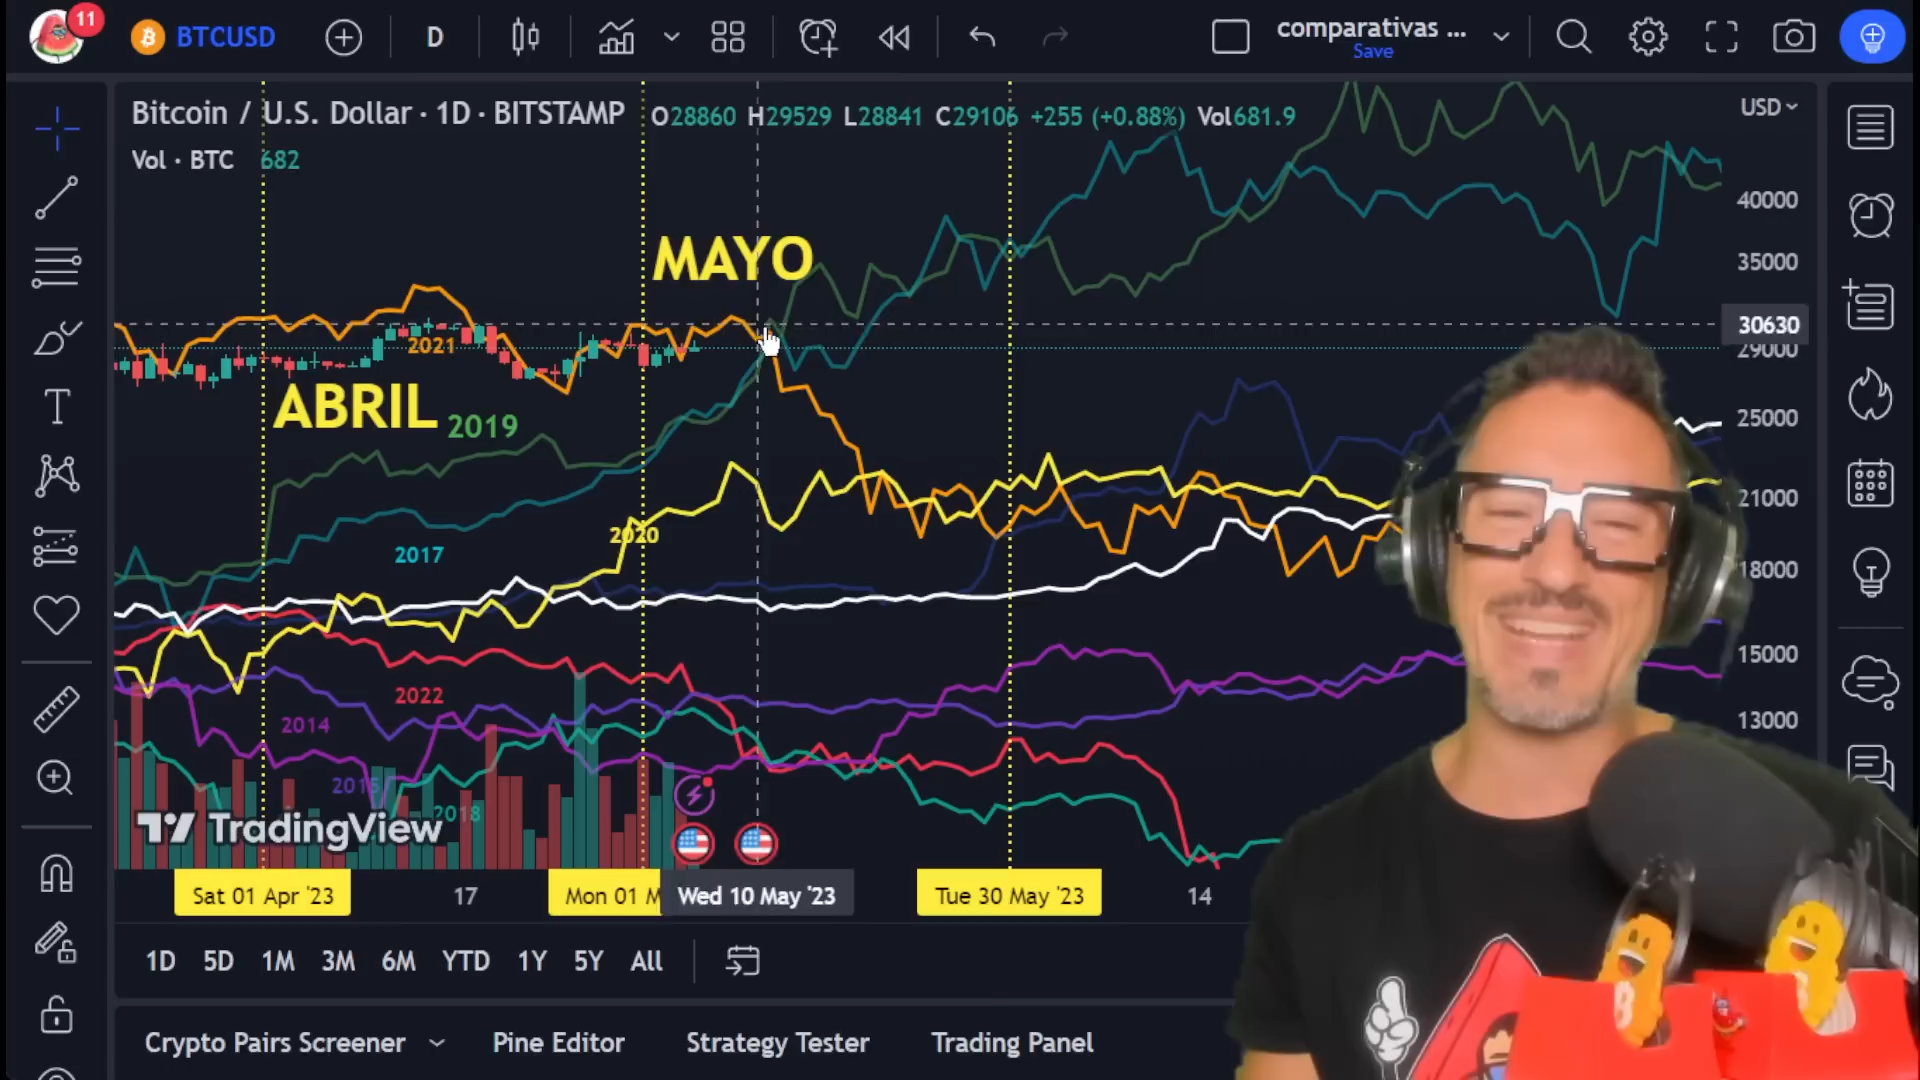 11
BTCUSD
D
comparativas ...
Save
Bitcoin / U.S. Dollar · 1D · BITSTAMP O28860 H29529 L28841 C29106 +255 (+0.88%) Vol681.9
USD
Vol · BTC 682
40000
MAYO
35000
30630
29000
2021
ABRIL
2019
25000
21000
2020
2017
18000
15000
2022
2014
13000
2018
TradingView
Sat 01 Apr '23
17
Mon 01 M
Wed 10 May '23
Tue 30 May '23
14
1D 5D 1M 3M 6M YTD 1Y 5Y All
Crypto Pairs Screener
Pine Editor
Strategy Tester
Trading Panel